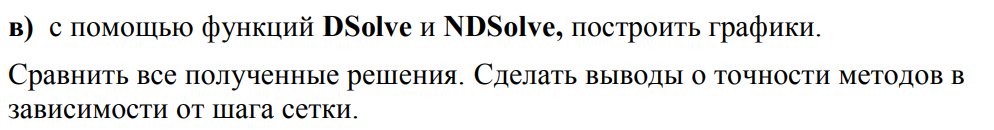 в) с помощью функций DSolve и NDSolve, построить графики.
Сравнить все полученные решения. Сделать выводы о точности методов в
зависимости от шага сетки.